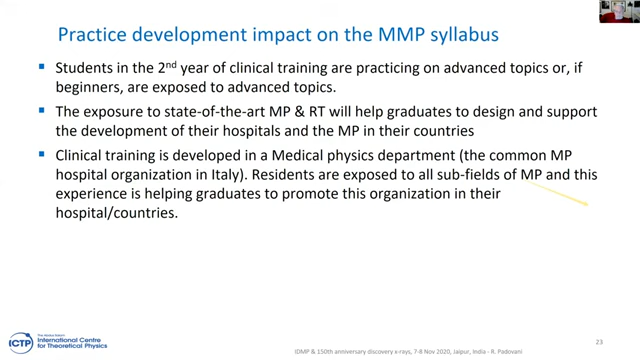 Practice development impact on the MMP syllabus
Students in the 2nd year of clinical training are practicing on advanced topics or, if
beginners, are exposed to advanced topics.
The exposure to state-of-the-art MP & RT will help graduates to design and support
the development of their hospitals and the MP in their countries
Clinical training is developed in a Medical physics department (the common MP
hospital organization in Italy). Residents are exposed to all sub-fields of MP and this
experience is helping graduates to promote this organization in their
hospital/countries.
ICTP
International Centre
for Theoretical Physics
23
IDMP & 150th anniversary discovery x-rays, 7-8 Nov 2020, Jaipur, India - R. Padovani